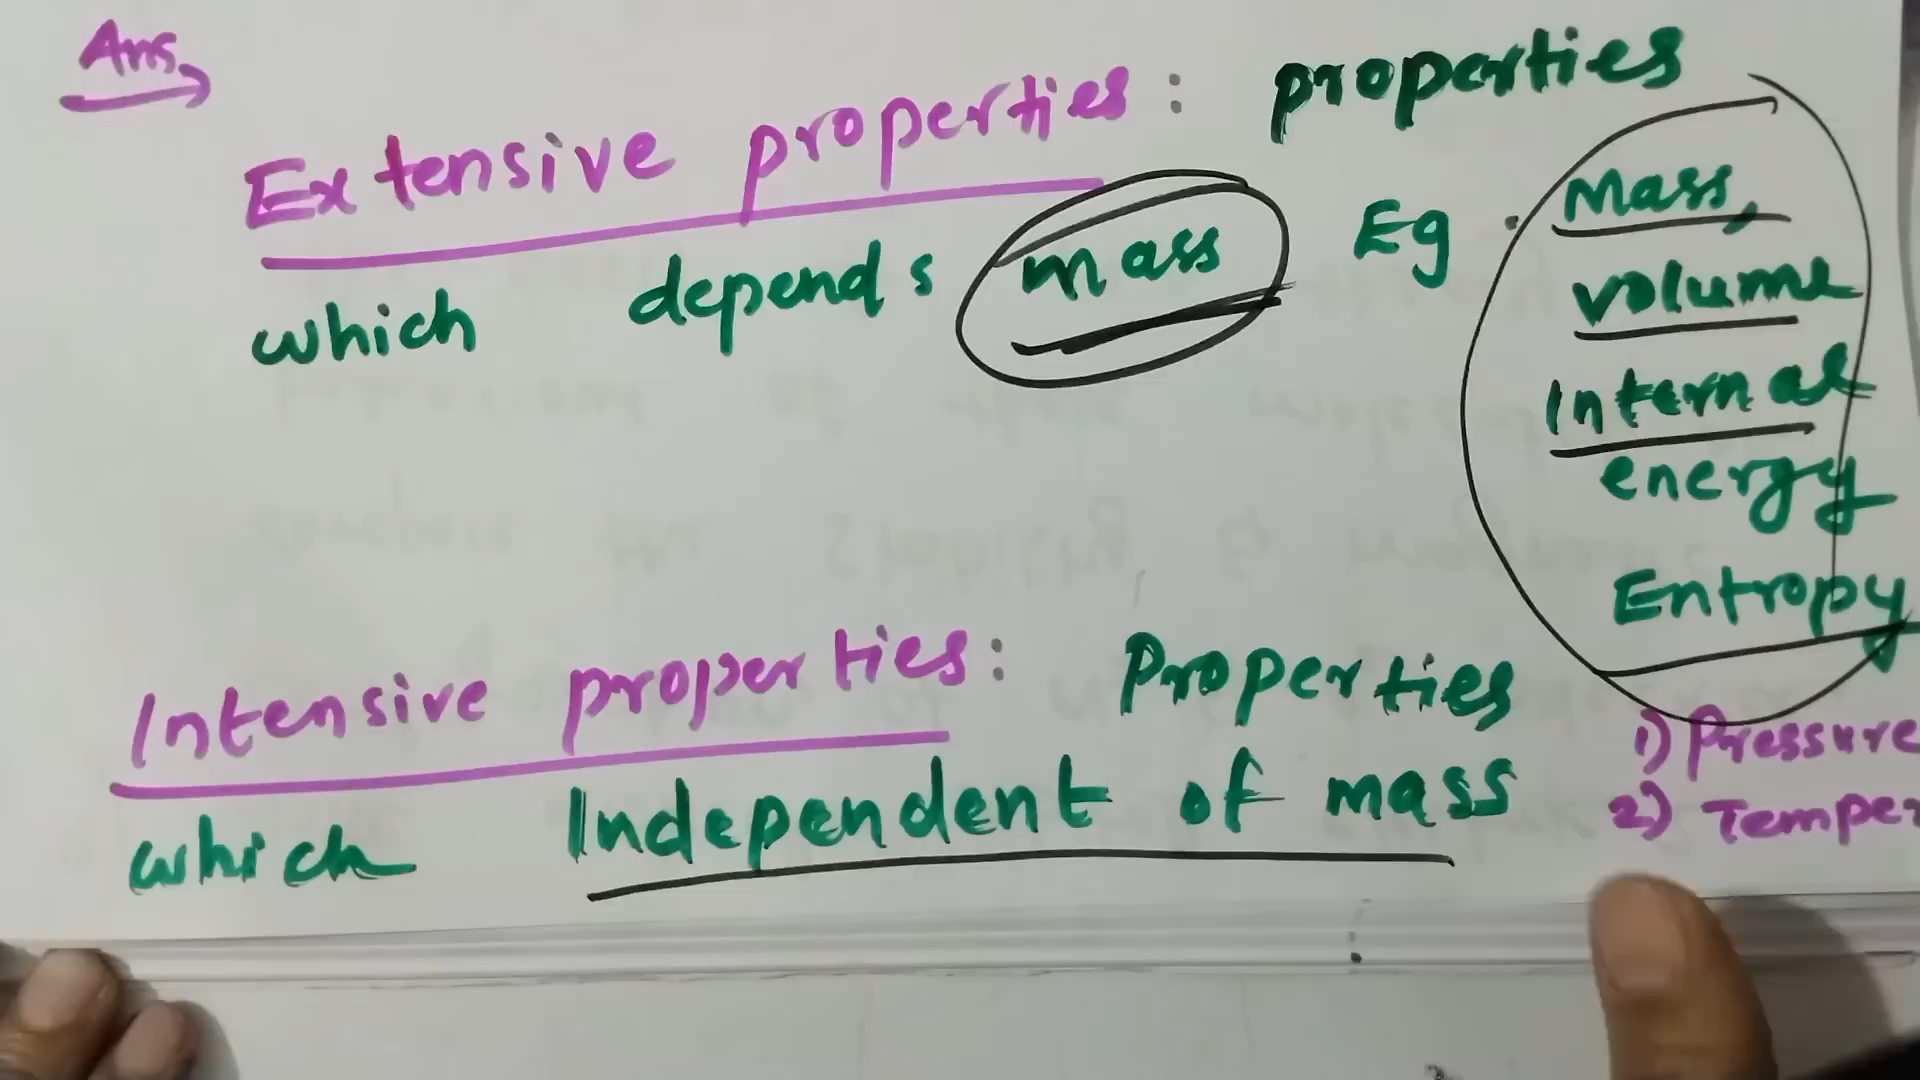 Ans
Extensive properties: properties
which depends mass Eg. Mass,
volume
Internal
energy
Entropy
Intensive properties: Properties
which Independent of mass
1) Pressure
2) Temper